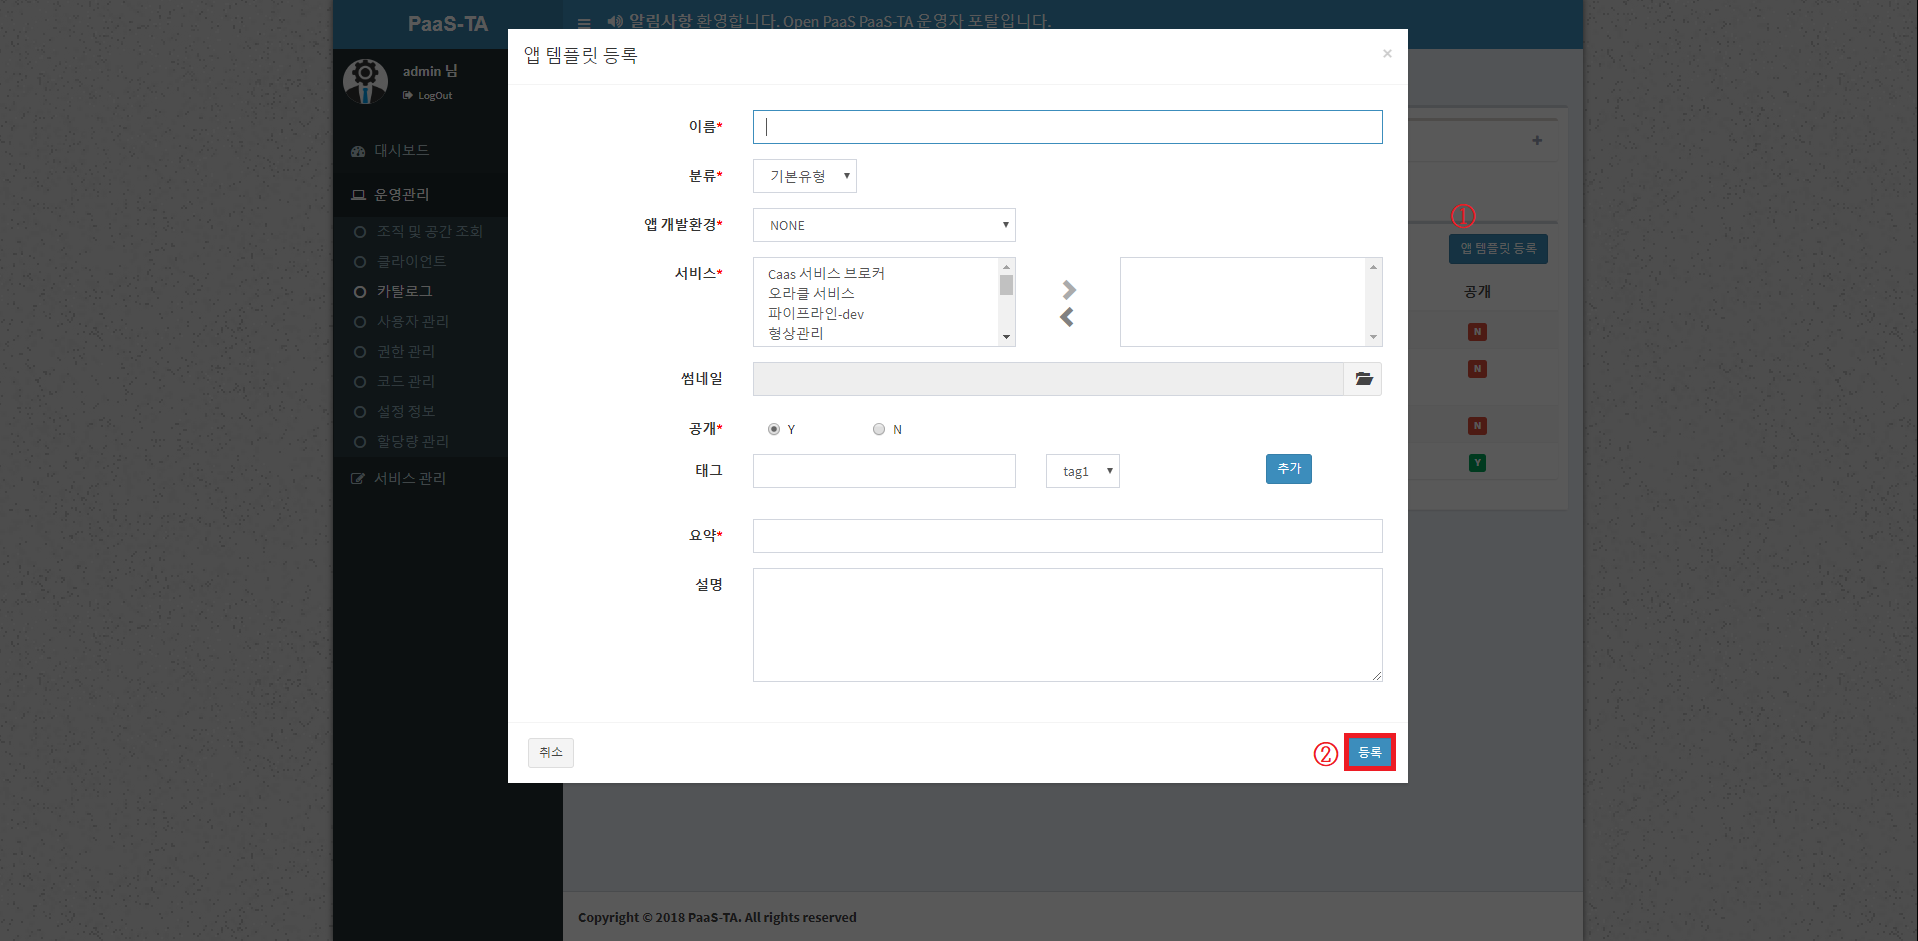 PaaS-TA
알림사항 환영합니다. Open PaaS PaaS-TA 운영자 포탈입니다.
admin 님
LogOut
대시보드
운영관리
조직 및 공간 조회
클라이언트
카탈로그
사용자 관리
권한 관리
코드 관리
설정 정보
할당량 관리
서비스 관리
앱 템플릿 등록
×
이름*
분류*
기본유형
앱 개발환경*
NONE
서비스*
Caas 서비스 브로커
오라클 서비스
파이프라인-dev
형상관리
썸네일
공개*
Y
N
태그
tag1
추가
요약*
설명
취소
② 등록
①
앱 템플릿 등록
공개
N
N
N
Y
Copyright © 2018 PaaS-TA. All rights reserved